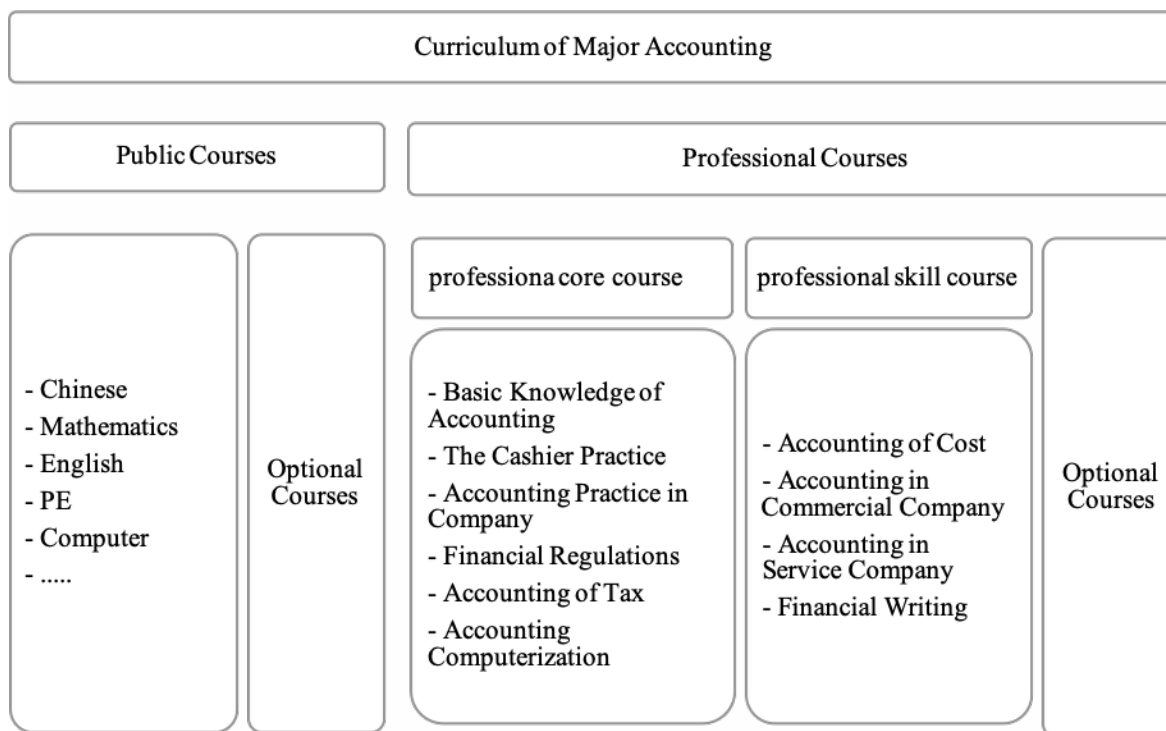 Curriculum of Major Accounting
Public Courses
Professional Courses
- Chinese
- Mathematics
- English
- PE
- Computer
- .....
Optional
Courses
professiona core course
- Basic Knowledge of
Accounting
- The Cashier Practice
- Accounting Practice in
Company
- Financial Regulations
- Accounting of Tax
- Accounting
Computerization
professional skill course
- Accounting of Cost
- Accounting in
Commercial Company
- Accounting in
Service Company
- Financial Writing
Optional
Courses